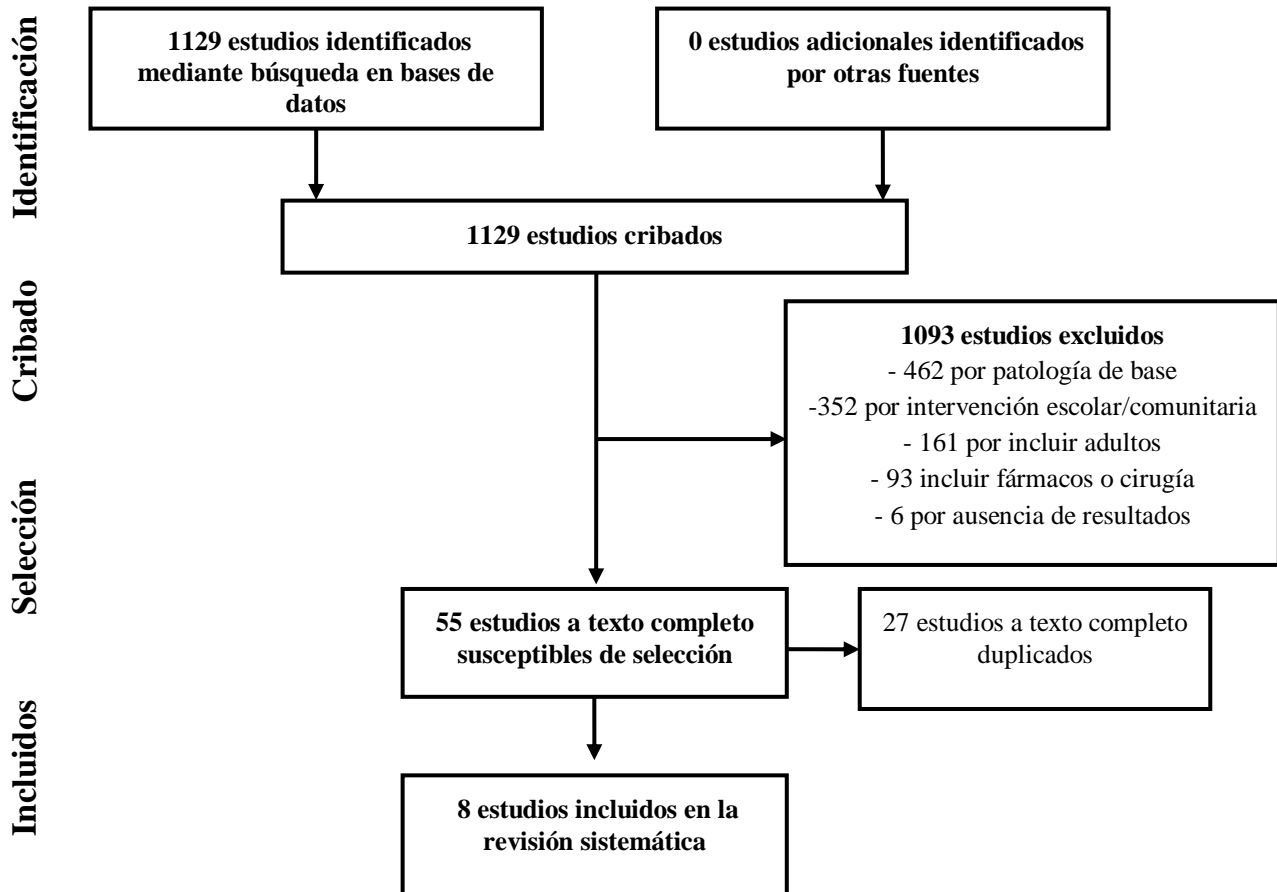 Identificación
1129 estudios identificados
mediante búsqueda en bases de
datos
0 estudios adicionales identificados
por otras fuentes
1129 estudios cribados
Cribado
1093 estudios excluidos
- 462 por patología de base
-352 por intervención escolar/comunitaria
- 161 por incluir adultos
- 93 incluir fármacos o cirugía
- 6 por ausencia de resultados
Selección
55 estudios a texto completo
susceptibles de selección
27 estudios a texto completo
duplicados
Incluidos
8 estudios incluidos en la
revisión sistemática